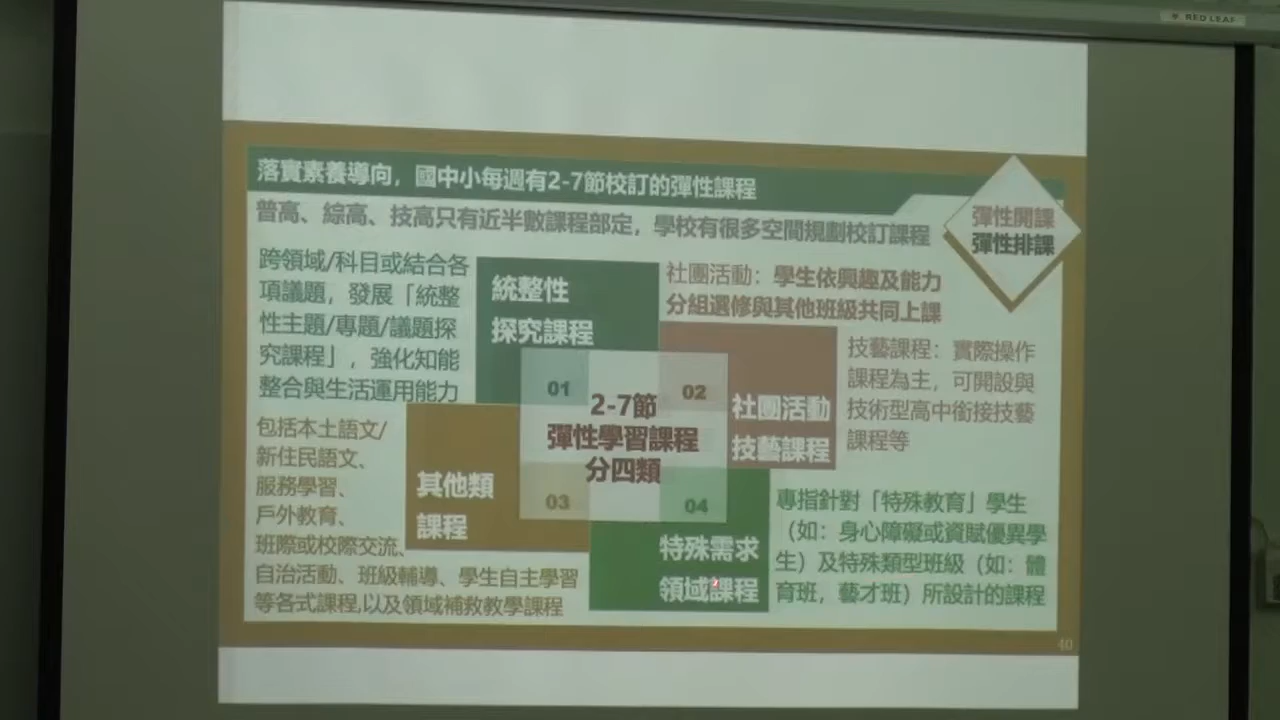 RED LEAF
落實素養導向，國中小每週有2-7節校訂的彈性課程
普高、綜高、技高只有近半數課程部定，學校有很多空間規劃校訂課程
彈性開課
彈性排課
跨領域/科目或結合各
項議題，發展「統整
性主題/專題/議題探
究課程」，強化知能
整合與生活運用能力
統整性
探究課程
01
社團活動：學生依興趣及能力
分組選修與其他班級共同上課
02
社團活動
技藝課程
技藝課程：實際操作
課程為主，可開設與
技術型高中銜接技藝
課程等
2-7節
彈性學習課程
分四類
包括本土語文/
新住民語文、
服務學習、
戶外教育、
班際或校際交流、
自治活動、班級輔導、學生自主學習
等各式課程,以及領域補救教學課程
其他類
課程
03
04
特殊需求
領域課程
專指針對「特殊教育」學生
（如：身心障礙或資賦優異學
生）及特殊類型班級（如：體
育班，藝才班）所設計的課程
40